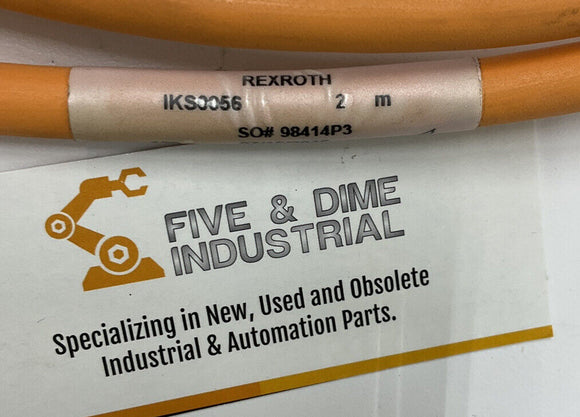 REXROTH
IKS0056 2 m
SO# 98414P3
FIVE & DIME
INDUSTRIAL
Specializing in New, Used and Obsolete
Industrial & Automation Parts.